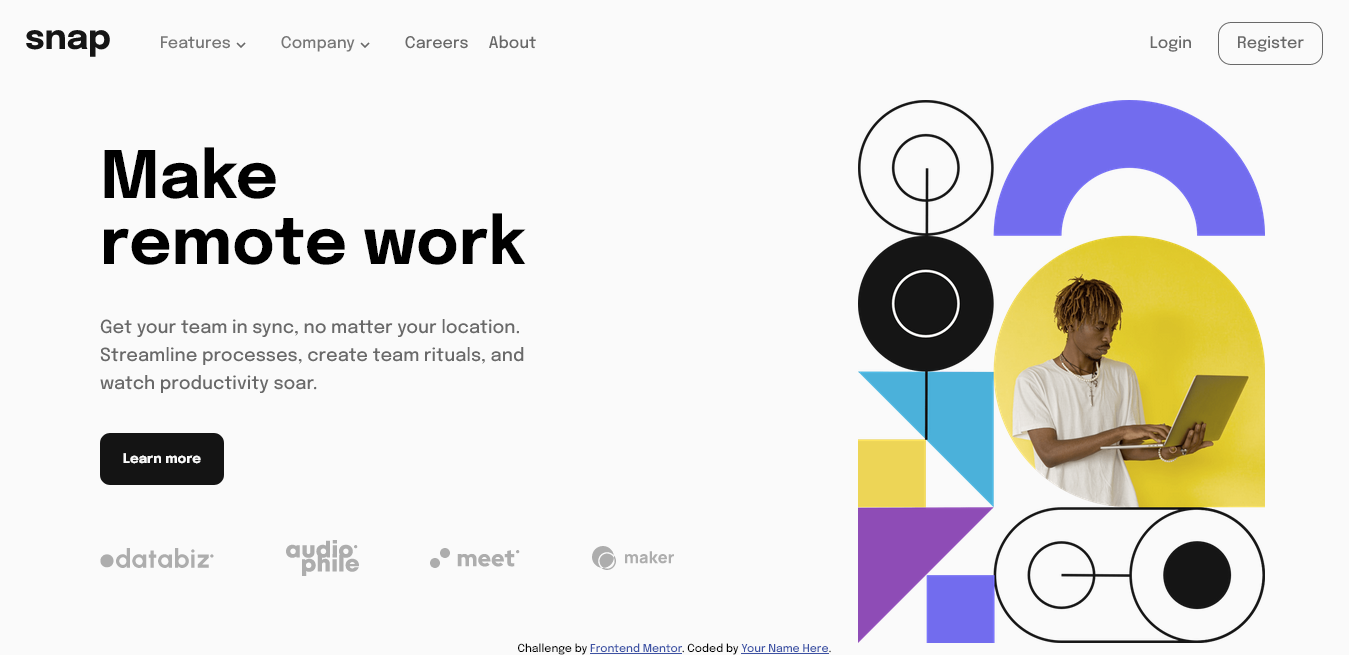 snap Features Company Careers About Login Register
Make
remote work
Get your team in sync, no matter your location.
Streamline processes, create team rituals, and
watch productivity soar.
Learn more
databiz audiophile meet maker
Challenge by Frontend Mentor. Coded by Your Name Here.